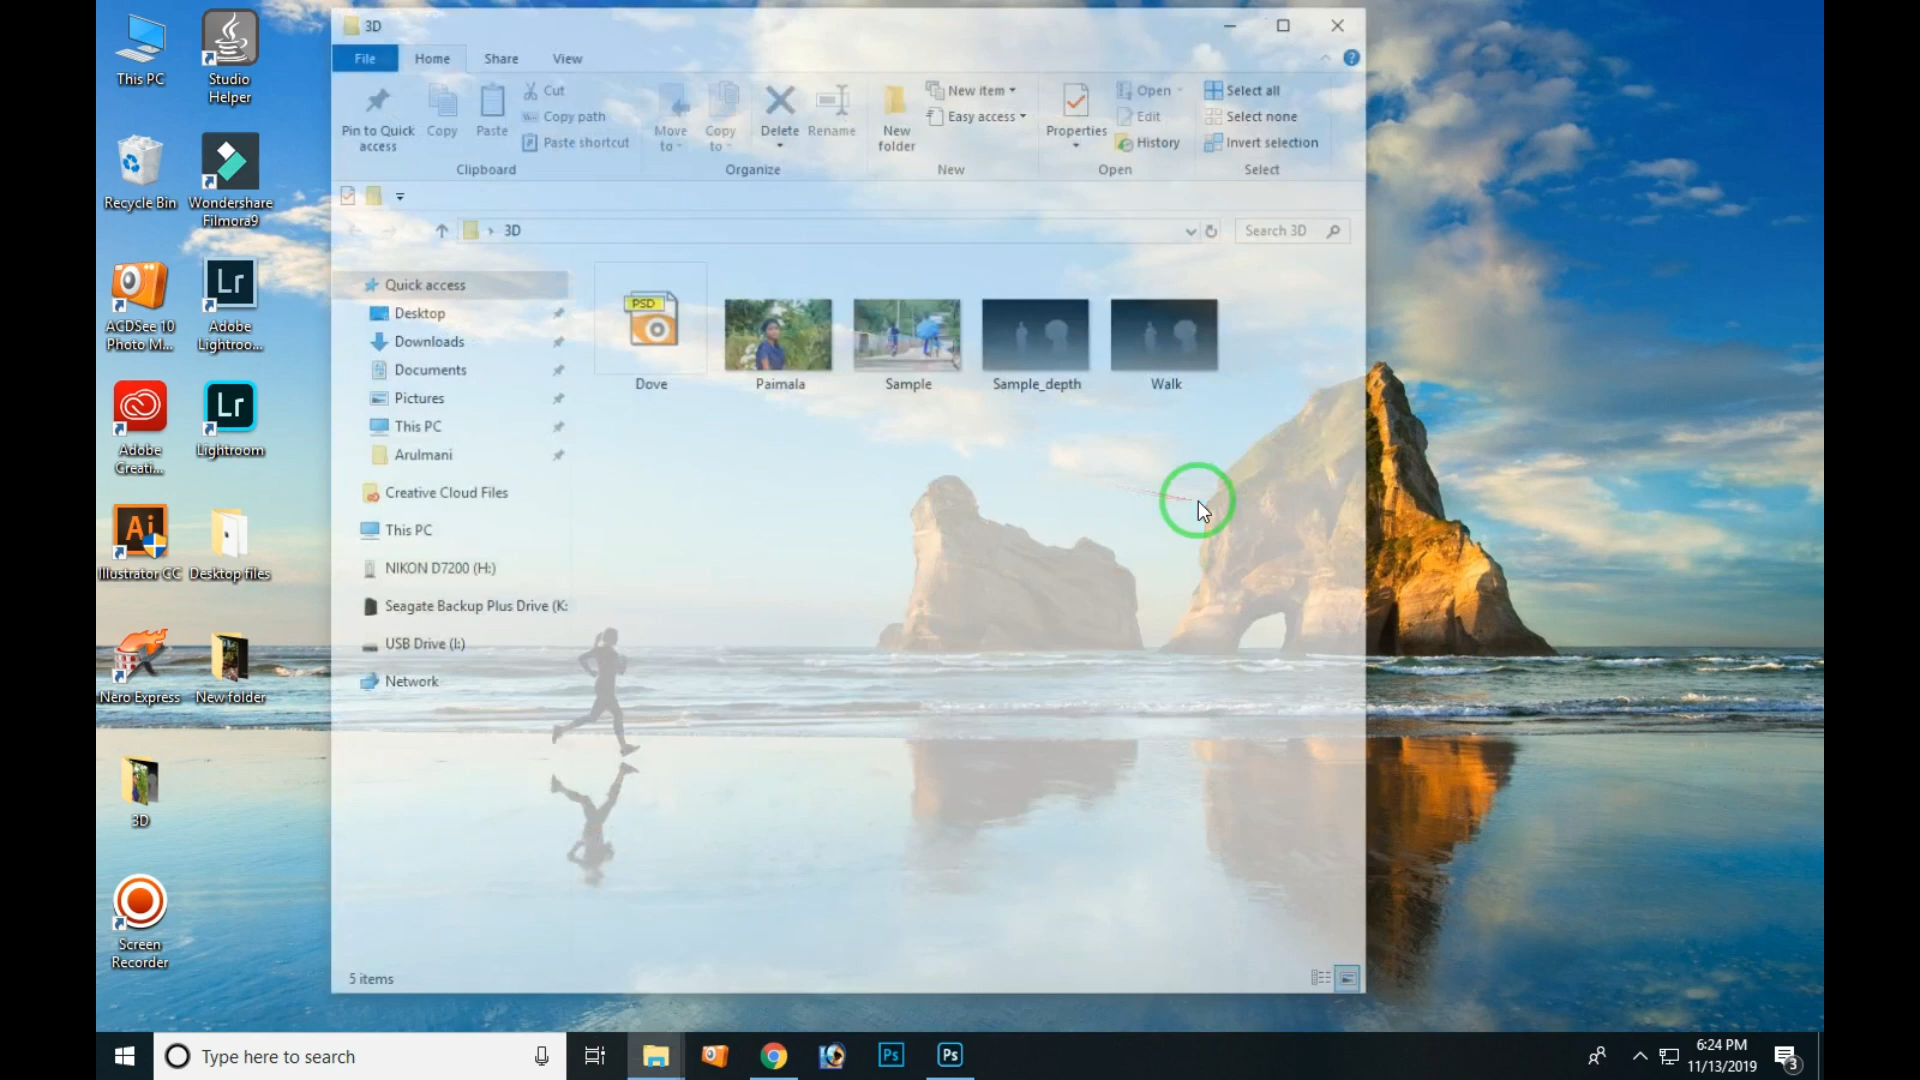 This PC
Studio
Helper
Recycle Bin
Wondershare
Filmora9
ACDSee 10
Photo M...
Lr
Adobe
Lightroo...
Adobe
Creati...
Lr
Lightroom
Ai
Illustrator CC
Desktop files
Nero Express
New folder
3D
Screen
Recorder
3D
File
Home
Share
View
Pin to Quick
access
Copy
Paste
Cut
Copy path
Paste shortcut
Clipboard
Move
to
Copy
to
Delete
Rename
Organize
New
folder
New item
Easy access
New
Properties
Open
Edit
History
Open
Select all
Select none
Invert selection
Select
3D
Search 3D
Quick access
Desktop
Downloads
Documents
Pictures
This PC
Arulmani
Creative Cloud Files
This PC
NIKON D7200 (H:)
Seagate Backup Plus Drive (K:
USB Drive (I:)
Network
PSD
Dove
Paimala
Sample
Sample_depth
Walk
5 items
Type here to search
Ps
Ps
6:24 PM
11/13/2019
3